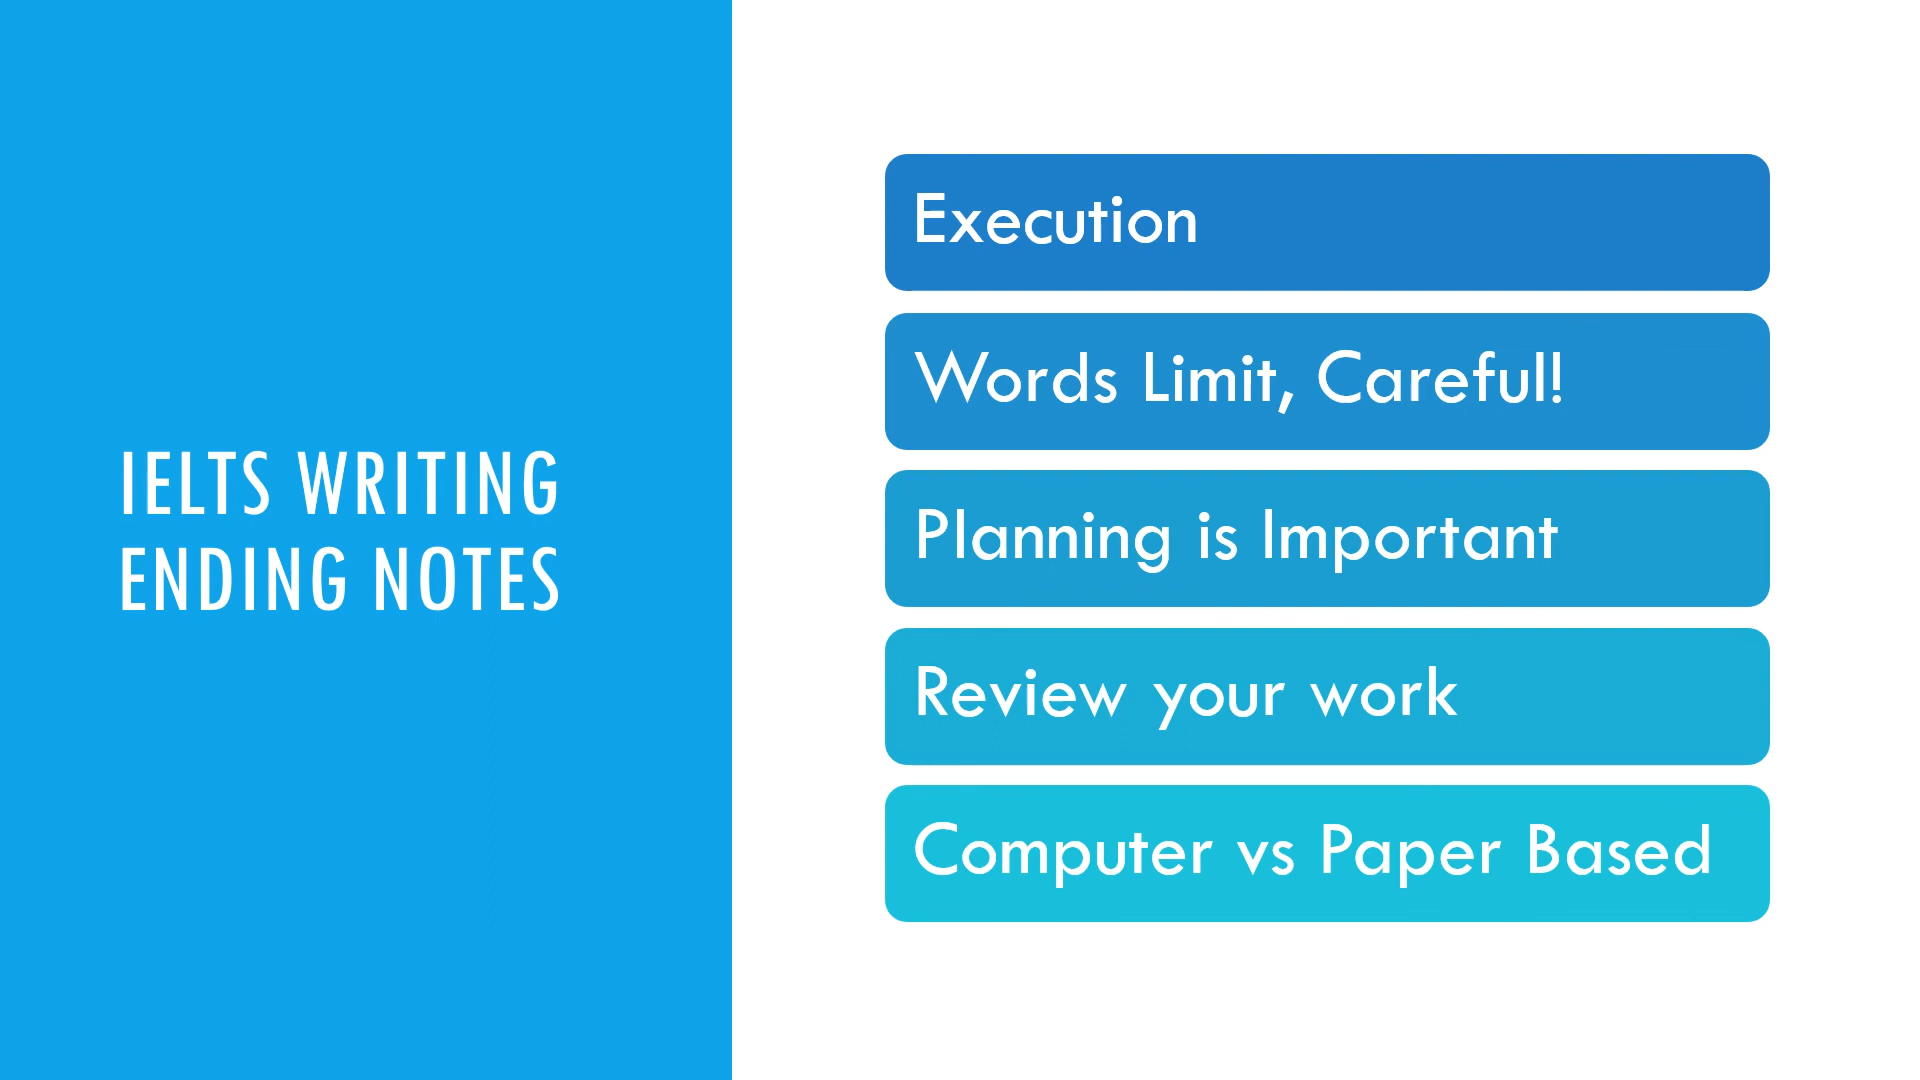 IELTS WRITING
ENDING NOTES
Execution
Words Limit, Careful!
Planning is Important
Review your work
Computer vs Paper Based